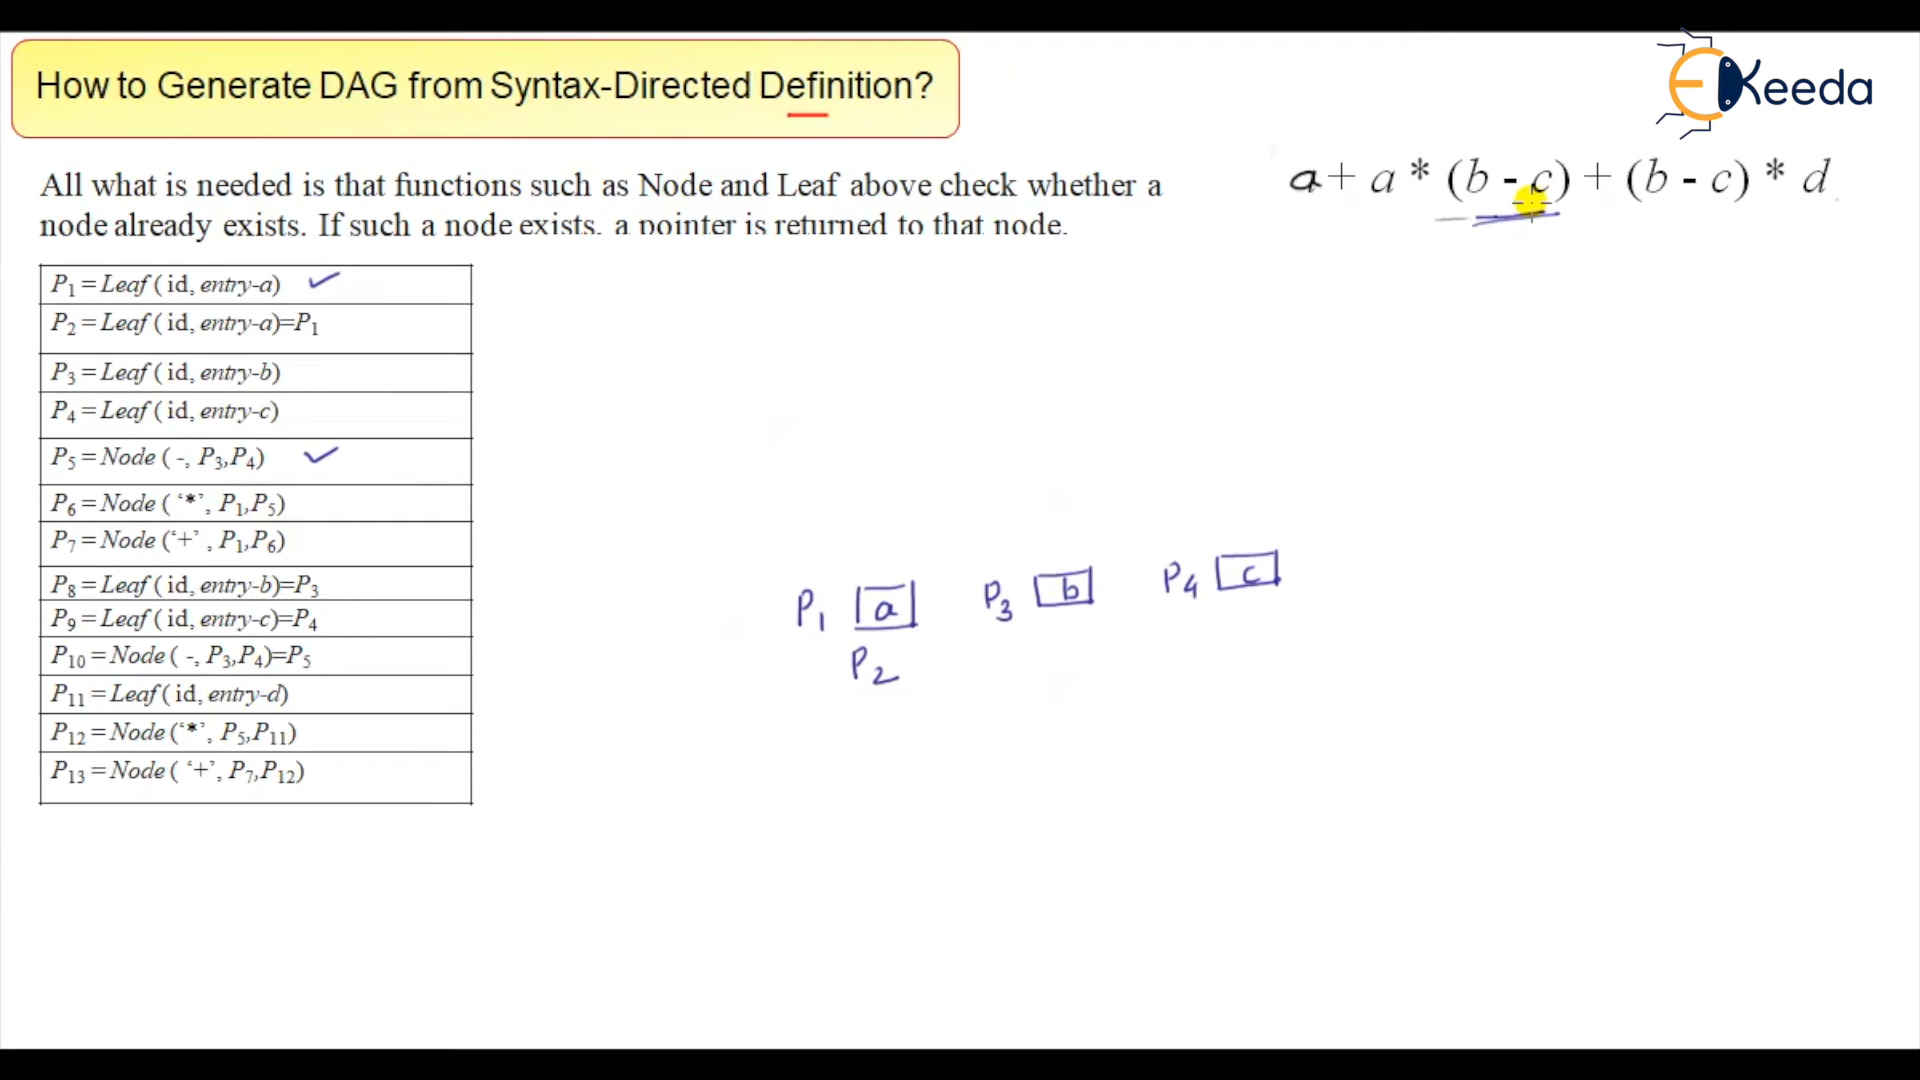 How to Generate DAG from Syntax-Directed Definition?
EKeeda
a + a * (b - c) + (b - c) * d
All what is needed is that functions such as Node and Leaf above check whether a
node already exists. If such a node exists, a pointer is returned to that node.
P1 = Leaf ( id, entry-a)
P2 = Leaf ( id, entry-a)=P1
P3 = Leaf ( id, entry-b)
P4 = Leaf ( id, entry-c)
P5 = Node ( -, P3,P4)
P6 = Node ( ‘*’, P1,P5)
P7 = Node (‘+’ , P1,P6)
P8 = Leaf ( id, entry-b)=P3
P9 = Leaf ( id, entry-c)=P4
P10 = Node ( -, P3,P4)=P5
P11 = Leaf ( id, entry-d)
P12 = Node (‘*’, P5,P11)
P13 = Node ( ‘+’, P7,P12)
P1 a P3 b P4 c
P2